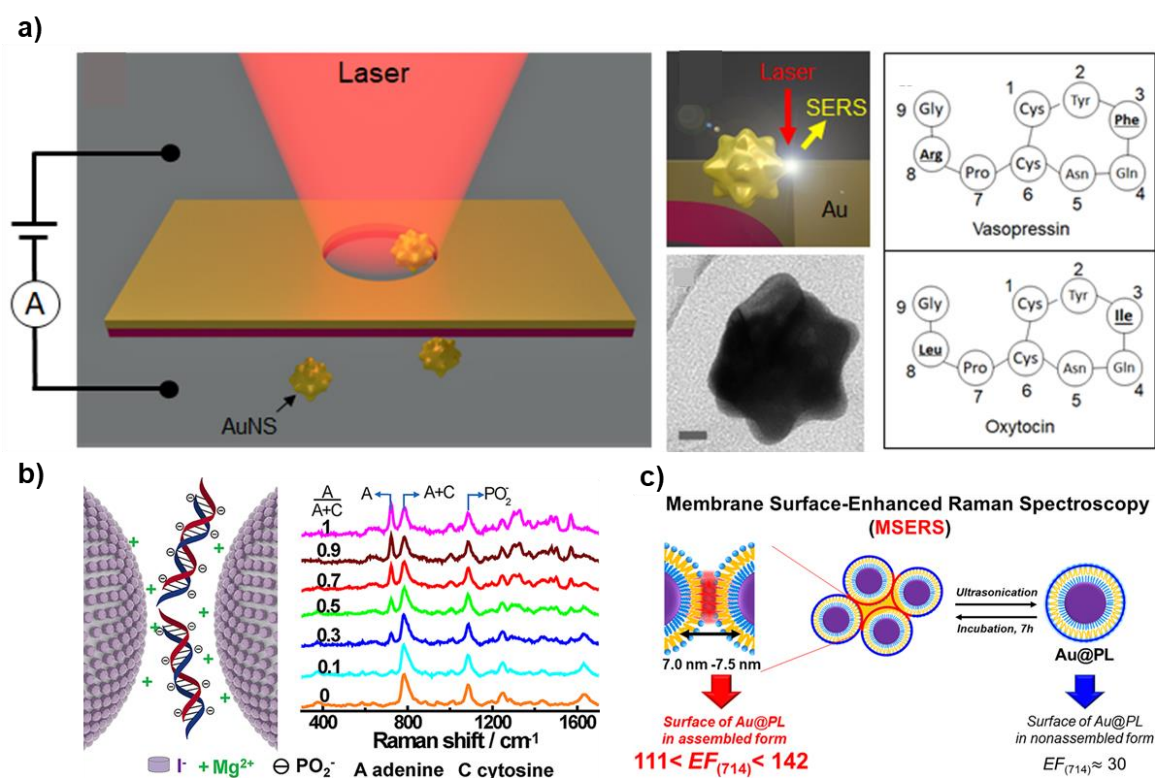 a)
Laser
A
AuNS
Laser
SERS
Au
1
2
3
4
5
6
7
8
9
Gly
Cys
Tyr
Phe
Arg
Pro
Cys
Asn
Gln
Vasopressin
1
2
3
4
5
6
7
8
9
Gly
Cys
Tyr
Ile
Leu
Pro
Cys
Asn
Gln
Oxytocin
b)
A
A+C
A
A+C
PO₂⁻
1
0.9
0.7
0.5
0.3
0.1
0
400 800 1200 1600
Raman shift / cm⁻¹
I⁻ +Mg²⁺ ⊖ PO₂⁻ A adenine C cytosine
c)
Membrane Surface-Enhanced Raman Spectroscopy
(MSERS)
7.0 nm -7.5 nm
Ultrasonication
Incubation, 7h
Au@PL
Surface of Au@PL
in assembled form
111< EF(714)< 142
Surface of Au@PL
in nonassembled form
EF(714)≈ 30